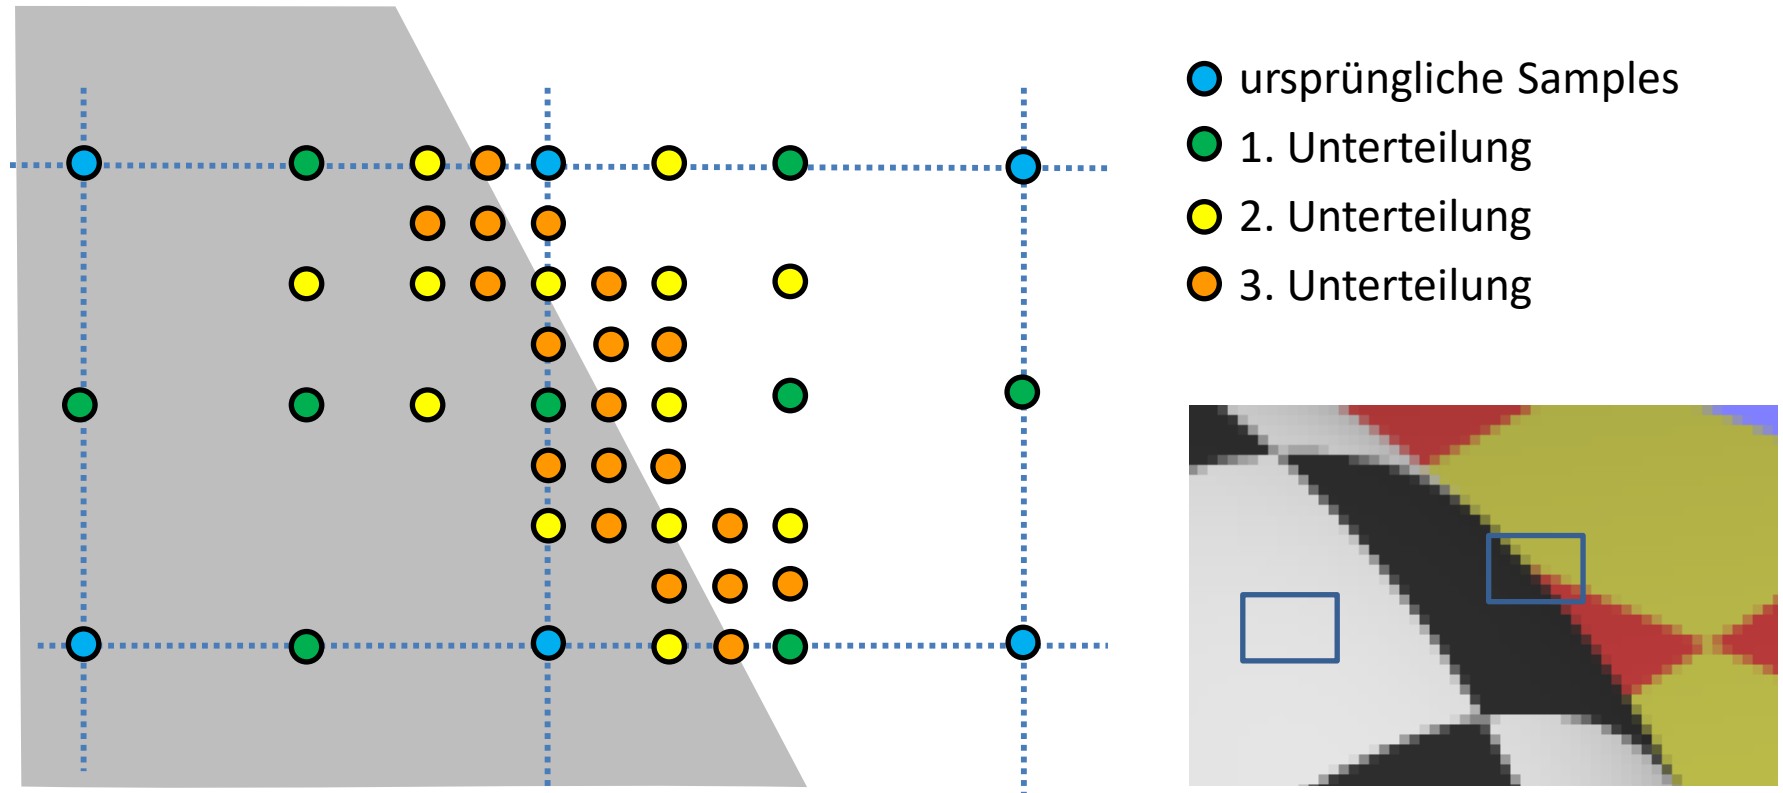 ursprüngliche Samples
1. Unterteilung
2. Unterteilung
3. Unterteilung